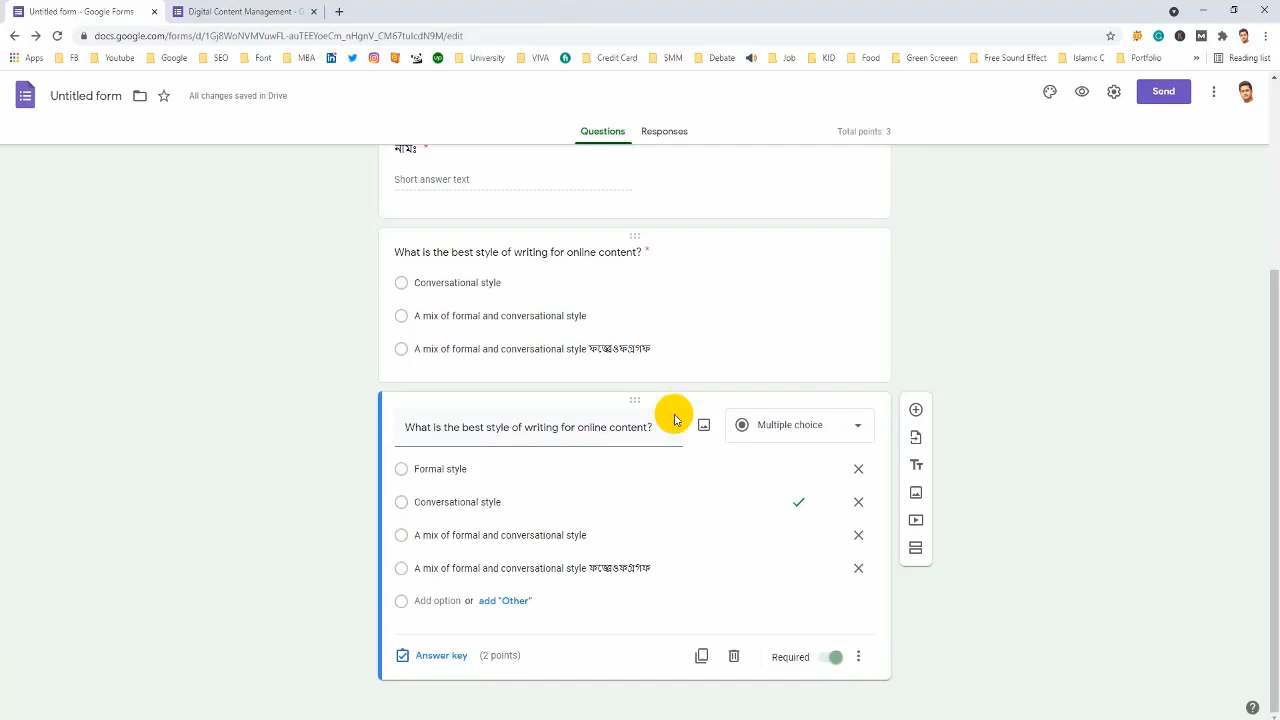 Untitled form - Google Forms
Digital Content Management - G
docs.google.com/forms/d/1Gj8WoNVMVuwFL-auTEEYoeCm_nHgnV_CM67tuIcdN9M/edit
Apps FB Youtube Google SEO Font MBA University VIVA Credit Card SMM Debate Job KID Food Green Screeen Free Sound Effect Islamic C Portfolio » Reading list
Untitled form
All changes saved in Drive
Send
Questions Responses
Total points: 3
নামঃ *
Short answer text
What is the best style of writing for online content? *
Conversational style
A mix of formal and conversational style
A mix of formal and conversational style
What is the best style of writing for online content?
Multiple choice
Formal style
Conversational style
A mix of formal and conversational style
A mix of formal and conversational style
Add option or add "Other"
Answer key (2 points)
Required